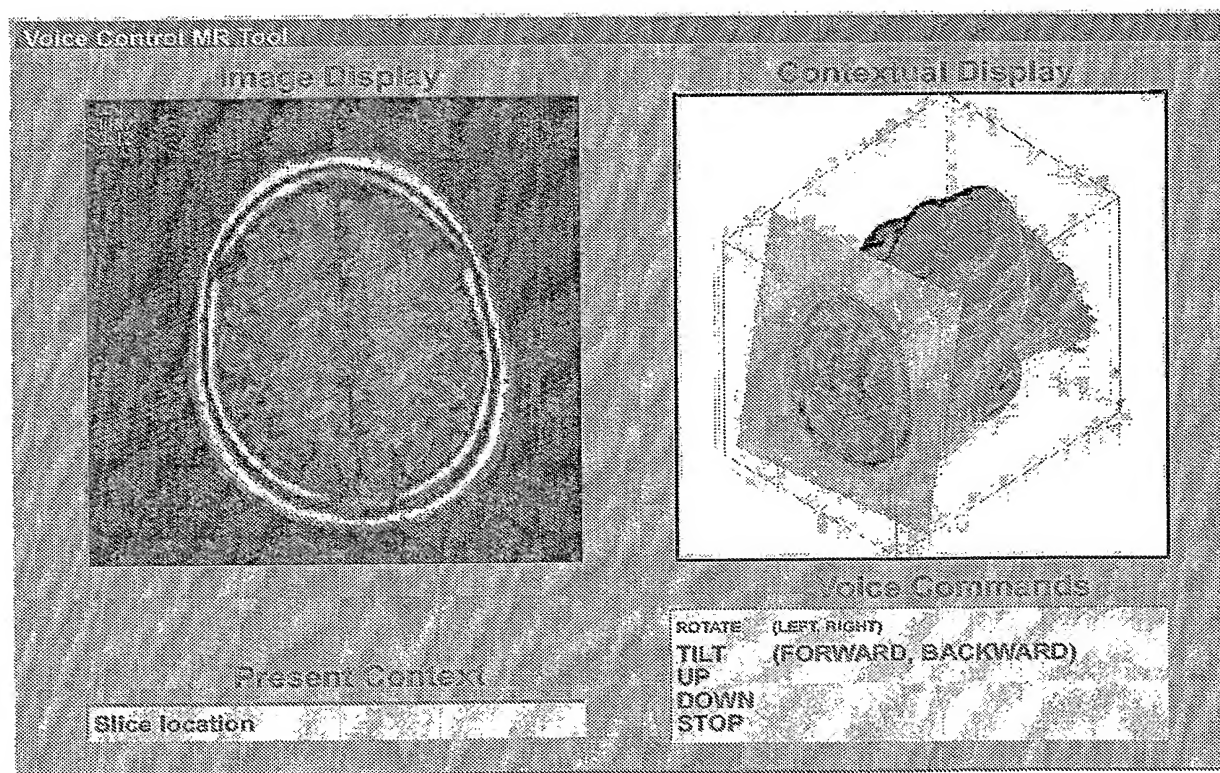 Voice Control MR Tool
Image Display
Contextual Display
Voice Commands
ROTATE (LEFT, RIGHT)
TILT (FORWARD, BACKWARD)
UP
DOWN
STOP
Present Context
Slice location